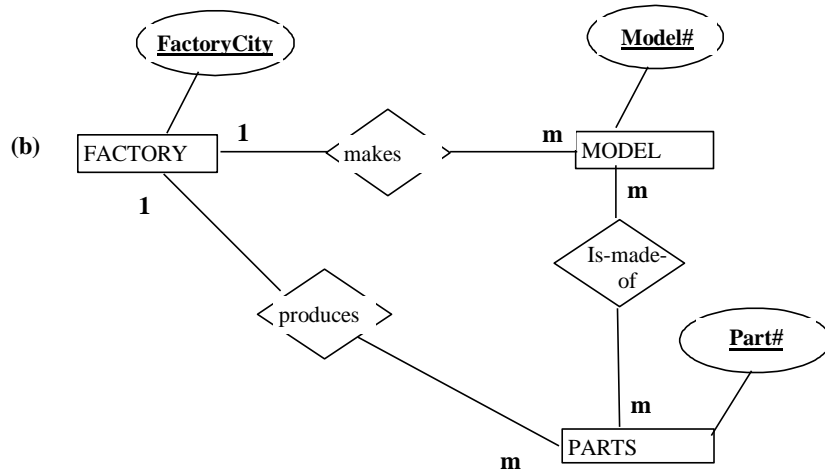 FactoryCity
Model#
(b)
1
m
FACTORY
makes
MODEL
1
m
Is-made-
of
produces
Part#
m
PARTS
m